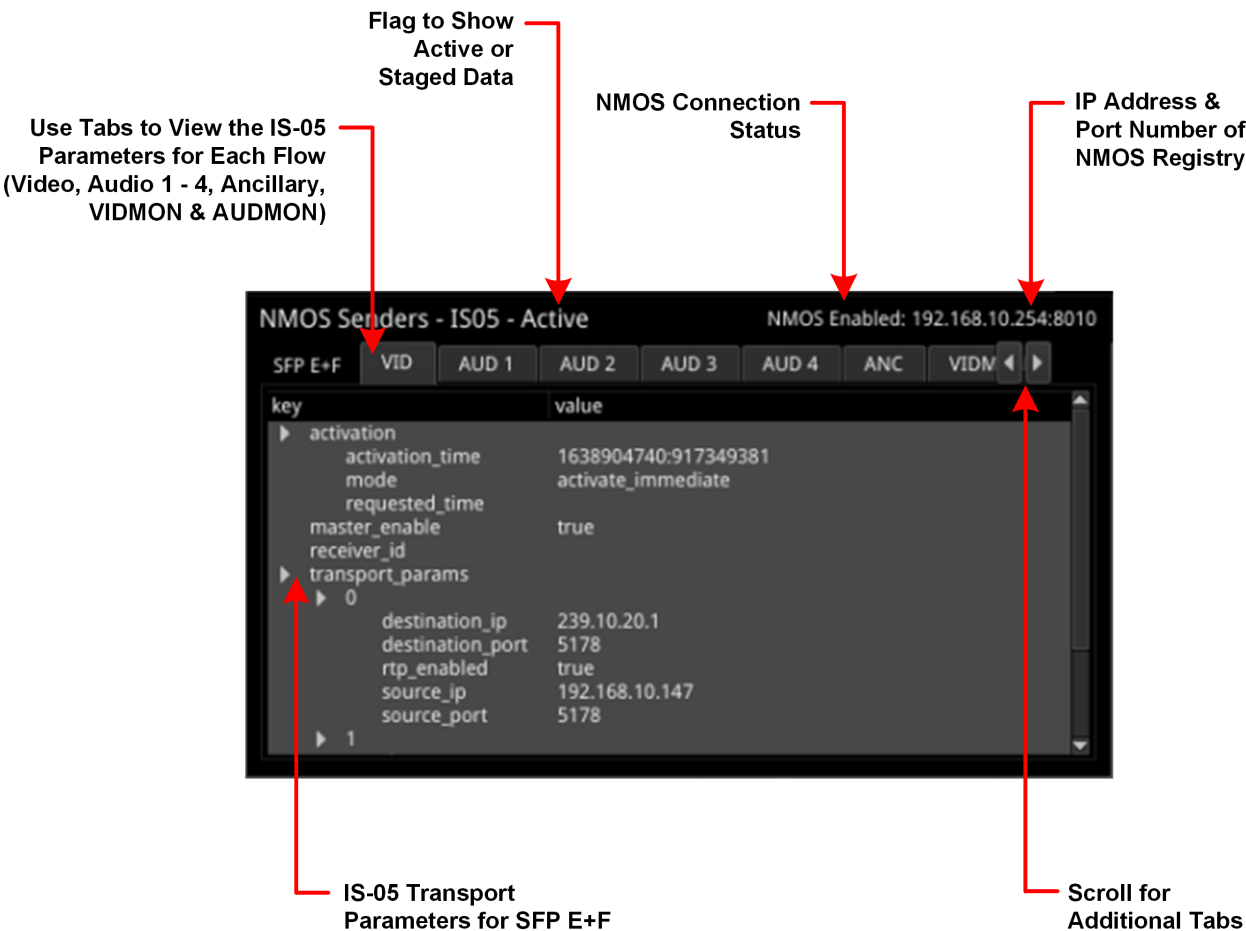 Flag to Show
Active or
Staged Data
NMOS Connection
Status
IP Address &
Port Number of
NMOS Registry
Use Tabs to View the IS-05
Parameters for Each Flow
(Video, Audio 1 - 4, Ancillary,
VIDMON & AUDMON)
NMOS Senders - IS05 - Active
NMOS Enabled: 192.168.10.254:8010
SFP E+F VID AUD 1 AUD 2 AUD 3 AUD 4 ANC VIDM
key value
activation
activation_time 1638904740:917349381
mode activate_immediate
requested_time
master_enable true
receiver_id
transport_params
0
destination_ip 239.10.20.1
destination_port 5178
rtp_enabled true
source_ip 192.168.10.147
source_port 5178
1
IS-05 Transport
Parameters for SFP E+F
Scroll for
Additional Tabs